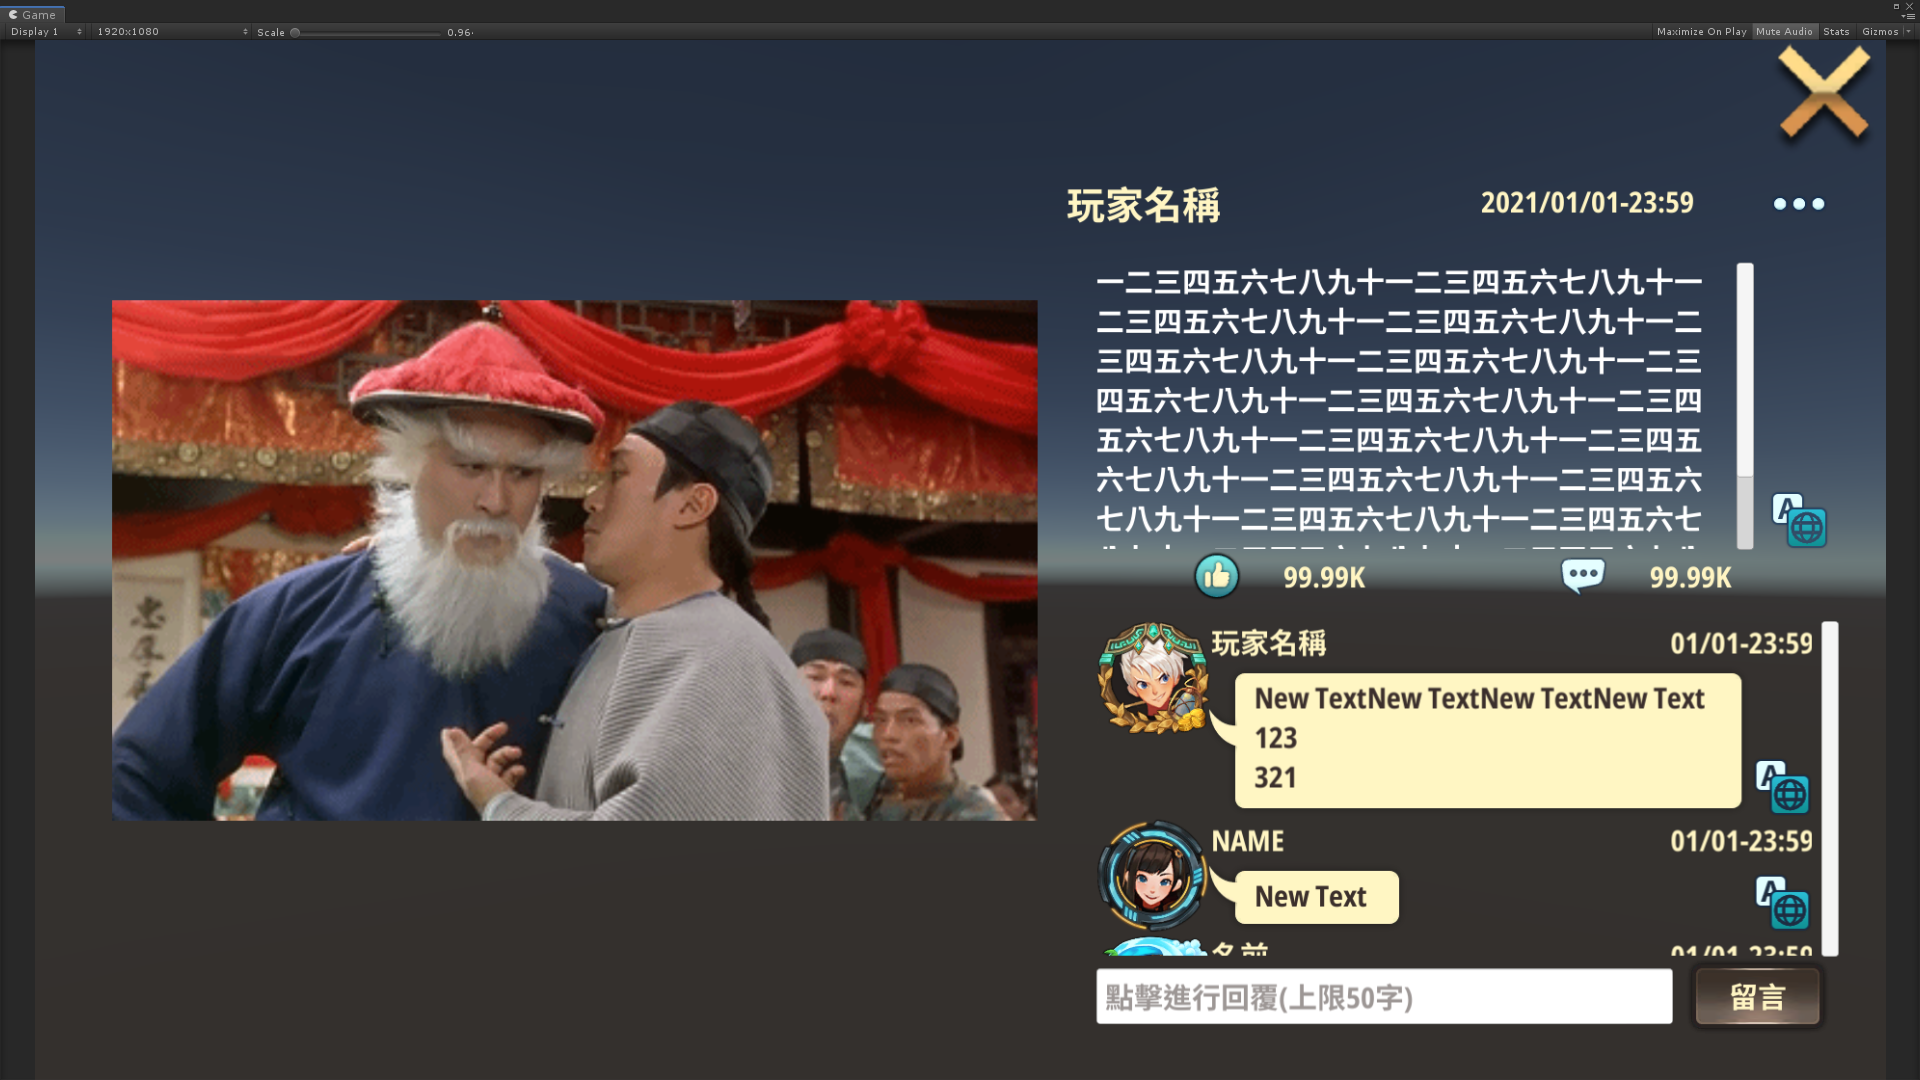 Game
Display 1
1920x1080
Scale
0.96
Maximize On Play
Mute Audio
Stats
Gizmos
玩家名稱
2021/01/01-23:59
一二三四五六七八九十一二三四五六七八九十一
二三四五六七八九十一二三四五六七八九十一二
三四五六七八九十一二三四五六七八九十一二三
四五六七八九十一二三四五六七八九十一二三四
五六七八九十一二三四五六七八九十一二三四五
六七八九十一二三四五六七八九十一二三四五六
七八九十一二三四五六七八九十一二三四五六七
A
99.99K
99.99K
玩家名稱
01/01-23:59
New TextNew TextNew TextNew Text
123
321
A
NAME
01/01-23:59
New Text
A
名前
01/01-23:59
點擊進行回覆(上限50字)
留言